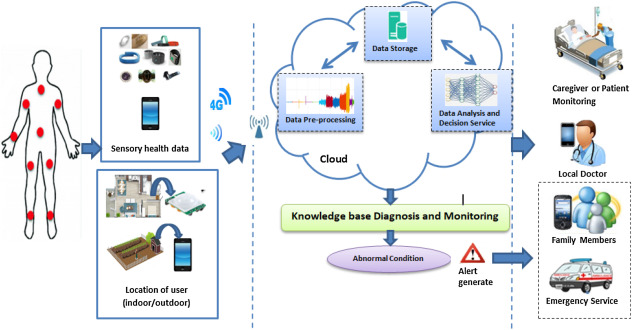 Sensory health data
Location of user
(indoor/outdoor)
4G
Data Storage
Data Pre-processing
Data Analysis and
Decision Service
Cloud
Knowledge base Diagnosis and Monitoring
Abnormal Condition
Alert
generate
Caregiver or Patient
Monitoring
Local Doctor
Family Members
Emergency Service